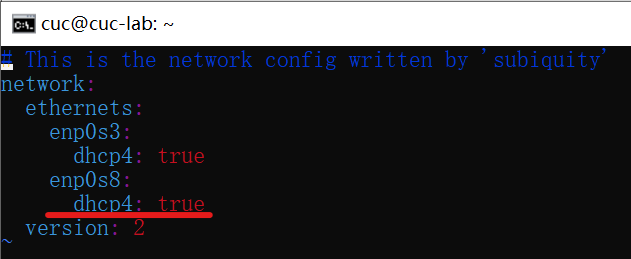 cuc@cuc-lab: ~
# This is the network config written by 'subiquity'
network:
  ethernets:
    enp0s3:
      dhcp4: true
    enp0s8:
      dhcp4: true
  version: 2
~